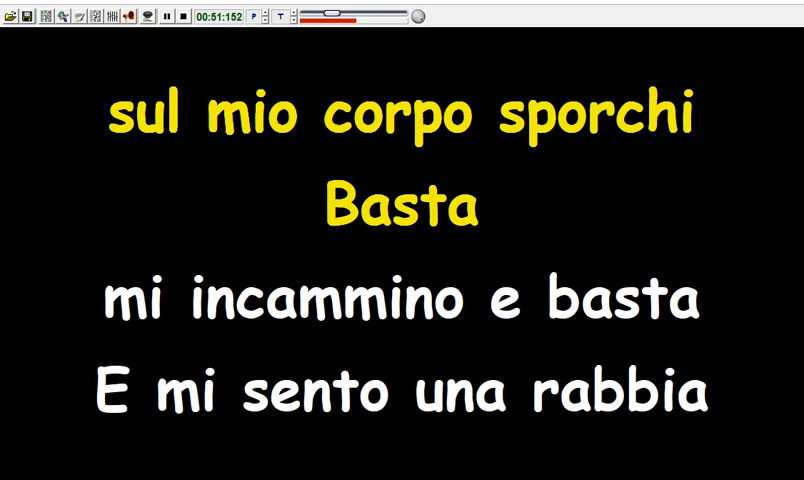 00:51:152
P
T
sul mio corpo sporchi
Basta
mi incammino e basta
E mi sento una rabbia